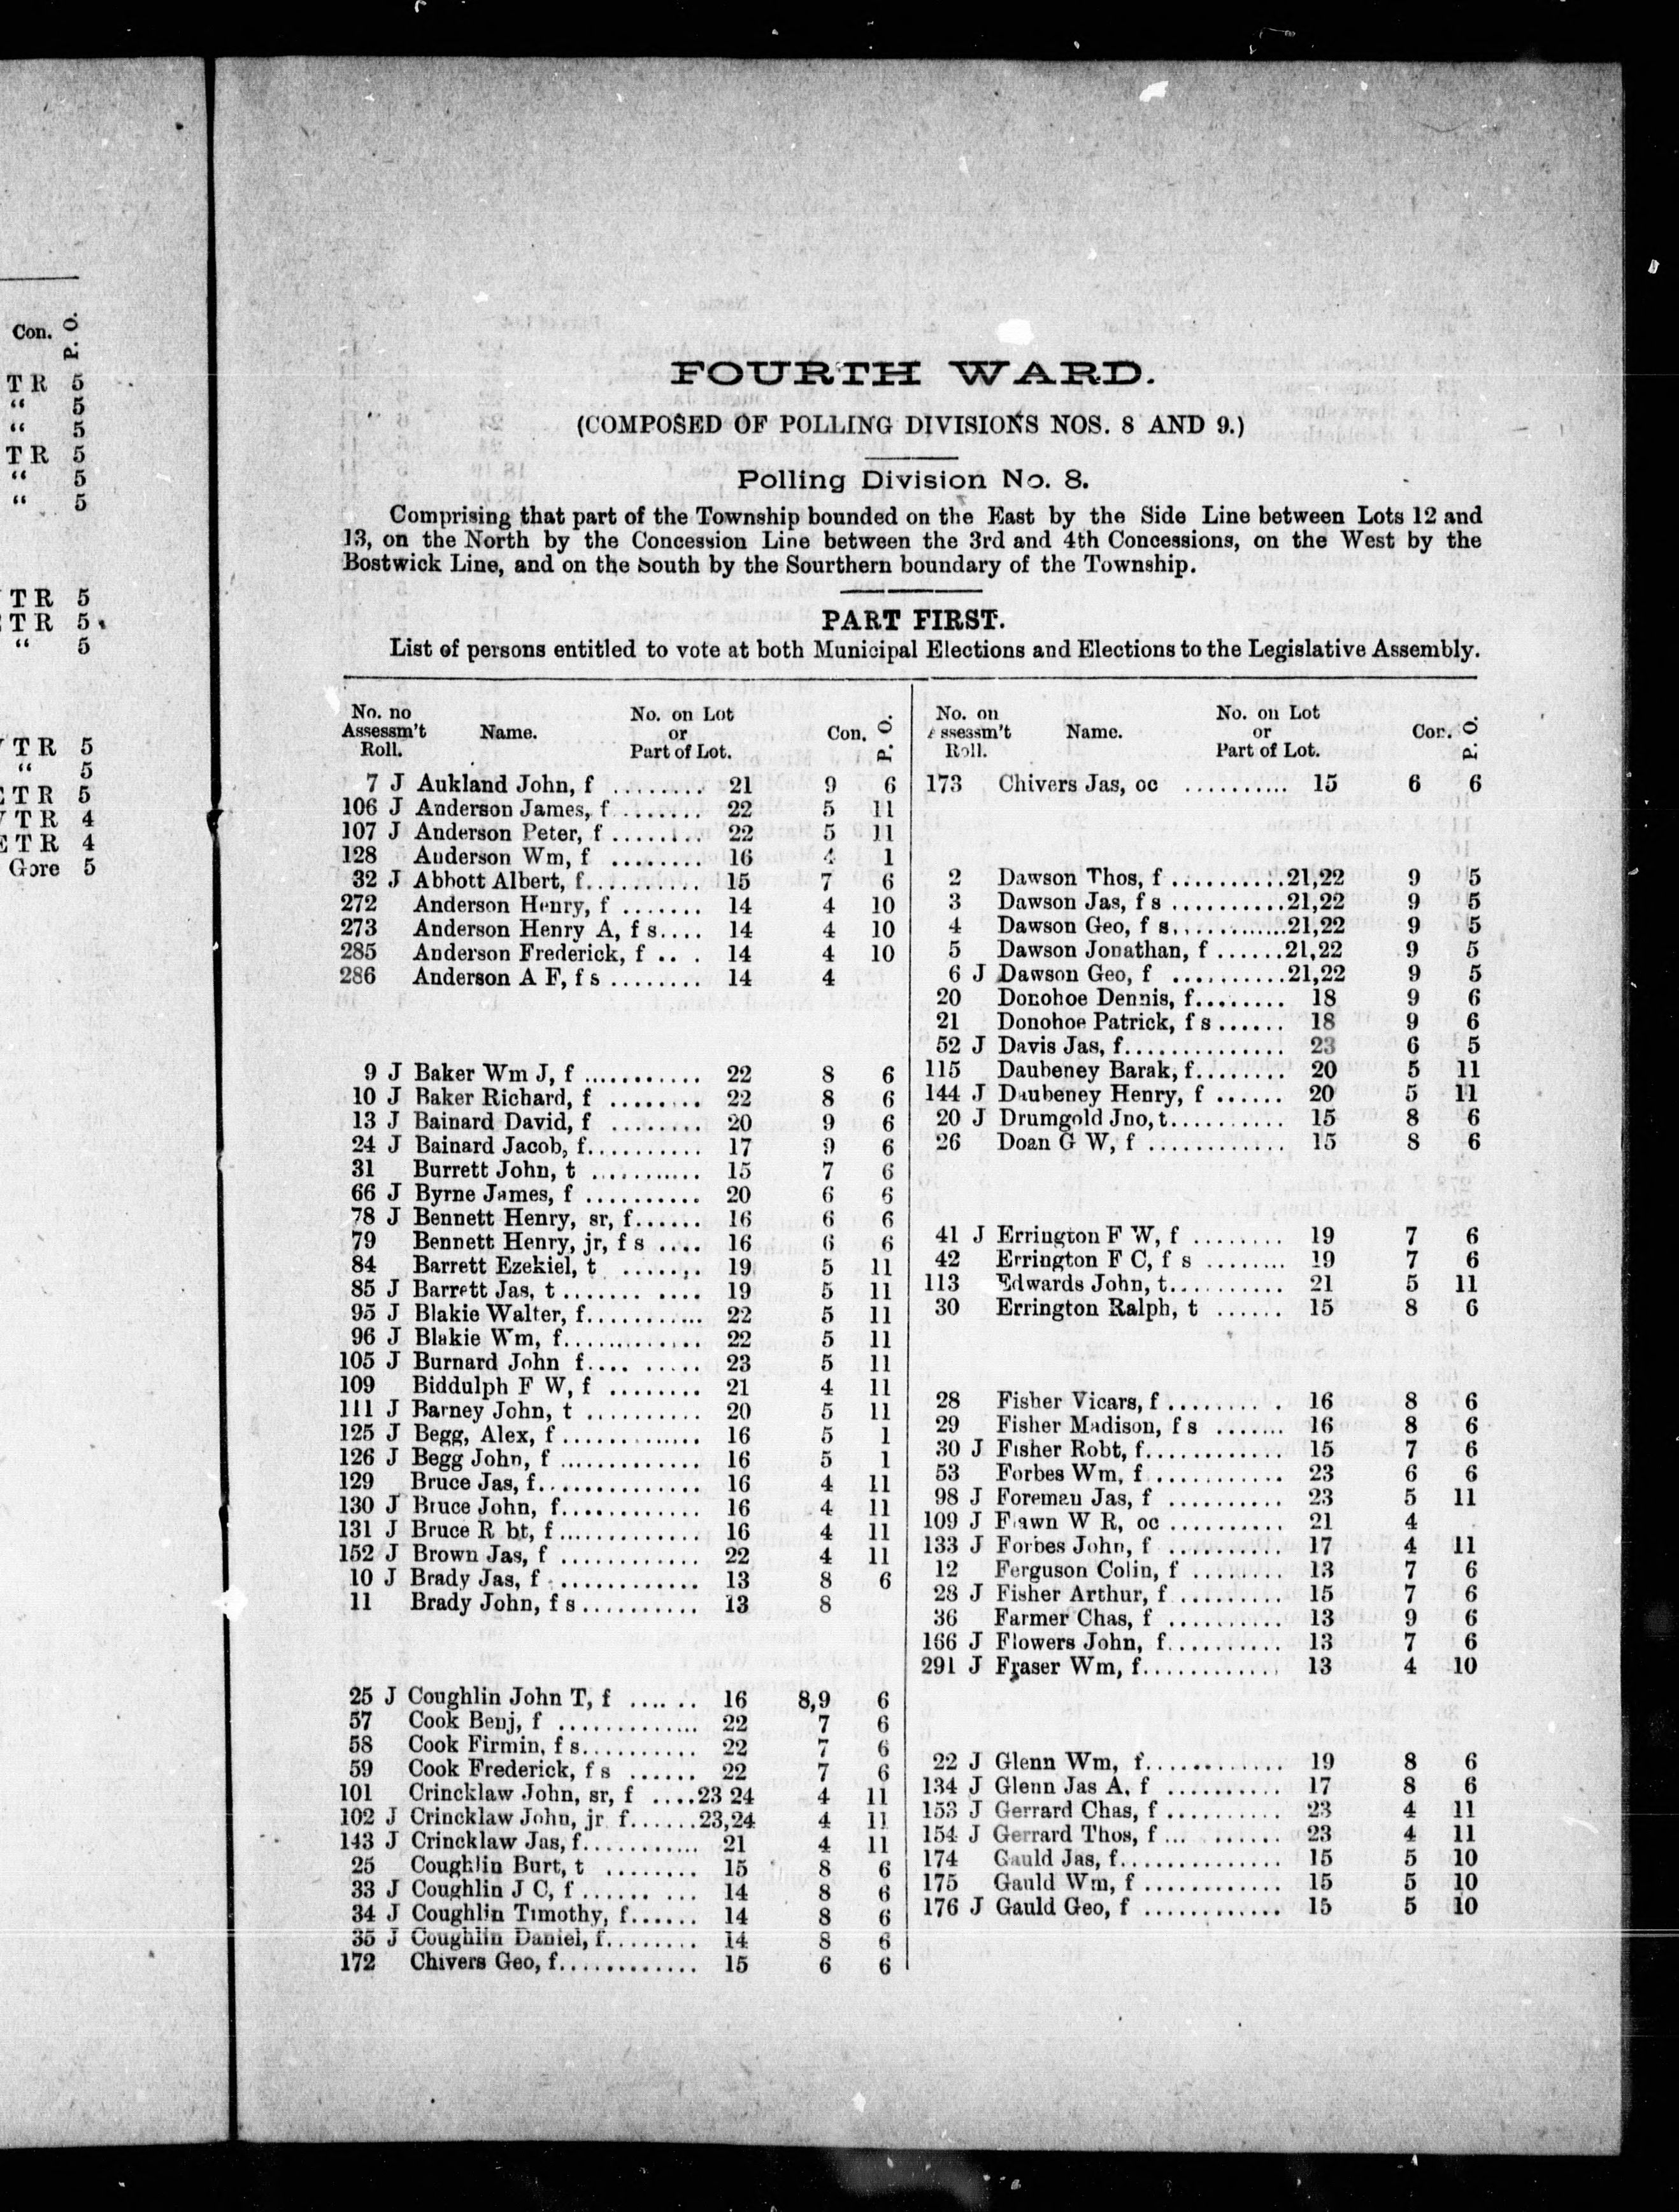 Con. P. O.
T R 5
“ 5
“ 5
T R 5
“ 5
“ 5
T R 5
T R 5
“ 5
T R 5
“ 5
T R 5
T R 4
T R 4
Gore 5
FOURTH WARD.
(COMPOSED OF POLLING DIVISIONS NOS. 8 AND 9.)
Polling Division No. 8.
Comprising that part of the Township bounded on the East by the Side Line between Lots 12 and
13, on the North by the Concession Line between the 3rd and 4th Concessions, on the West by the
Bostwick Line, and on the South by the Sourthern boundary of the Township.
PART FIRST.
List of persons entitled to vote at both Municipal Elections and Elections to the Legislative Assembly.
No. no Assessm't Roll. Name. No. on Lot or Part of Lot. Con. P. O.
7 J Aukland John, f ........ 21 9 6
106 J Anderson James, f ........ 22 5 11
107 J Anderson Peter, f ....... 22 5 11
128 Anderson Wm, f ........ 16 4 1
32 J Abbott Albert, f.......... 15 7 6
272 Anderson Henry, f ....... 14 4 10
273 Anderson Henry A, f s.... 14 4 10
285 Anderson Frederick, f .. . 14 4 10
286 Anderson A F, f s ........ 14 4
9 J Baker Wm J, f ............ 22 8 6
10 J Baker Richard, f ........ 22 8 6
13 J Bainard David, f ........ 20 9 6
24 J Bainard Jacob, f.......... 17 9 6
31 Burrett John, t ........... 15 7 6
66 J Byrne James, f .......... 20 6 6
78 J Bennett Henry, sr, f...... 16 6 6
79 Bennett Henry, jr, f s .... 16 6 6
84 Barrett Ezekiel, t ....... 19 5 11
85 J Barrett Jas, t ....... .... 19 5 11
95 J Blakie Walter, f............ 22 5 11
96 J Blakie Wm, f............. 22 5 11
105 J Burnard John f.... ..... 23 5 11
109 Biddulph F W, f ........ 21 4 11
111 J Barney John, t .......... 20 5 11
125 J Begg, Alex, f ............. 16 5 1
126 J Begg John, f ............. 16 5 1
129 Bruce Jas, f............... 16 4 11
130 J Bruce John, f............. 16 4 11
131 J Bruce R bt, f ............. 16 4 11
152 J Brown Jas, f ............ 22 4 11
10 J Brady Jas, f ............. 13 8 6
11 Brady John, f s .......... 13 8
25 J Coughlin John T, f ...... 16 8,9 6
57 Cook Benj, f ............. 22 7 6
58 Cook Firmin, f s.......... 22 7 6
59 Cook Frederick, f s ...... 22 7 6
101 Crincklaw John, sr, f ....23 24 4 11
102 J Crincklaw John, jr f......23,24 4 11
143 J Crincklaw Jas, f........... 21 4 11
25 Coughlin Burt, t ........ 15 8 6
33 J Coughlin J C, f ...... ... 14 8 6
34 J Coughlin Timothy, f...... 14 8 6
35 J Coughlin Daniel, f........ 14 8 6
172 Chivers Geo, f............ 15 6 6
No. on Assessm't Roll. Name. No. on Lot or Part of Lot. Con. P. O.
173 Chivers Jas, oc .......... 15 6 6
2 Dawson Thos, f ..........21,22 9 5
3 Dawson Jas, f s ..........21,22 9 5
4 Dawson Geo, f s............21,22 9 5
5 Dawson Jonathan, f ......21,22 9 5
6 J Dawson Geo, f ..........21,22 9 5
20 Donohoe Dennis, f........ 18 9 6
21 Donohoe Patrick, f s ...... 18 9 6
52 J Davis Jas, f.............. 23 6 5
115 Daubeney Barak, f........ 20 5 11
144 J Daubeney Henry, f ...... 20 5 11
20 J Drumgold Jno, t.......... 15 8 6
26 Doan G W, f ............ 15 8 6
41 J Errington F W, f ........ 19 7 6
42 Errington F C, f s ........ 19 7 6
113 Edwards John, t.......... 21 5 11
30 Errington Ralph, t ...... 15 8 6
28 Fisher Vicars, f .......... 16 8 6
29 Fisher Madison, f s ....... 16 8 6
30 J Fisher Robt, f............ 15 7 6
53 Forbes Wm, f ............ 23 6 6
98 J Foreman Jas, f .......... 23 5 11
109 J Fawn W R, oc .......... 21 4
133 J Forbes John, f .......... 17 4 11
12 Ferguson Colin, f ........ 13 7 6
28 J Fisher Arthur, f ......... 15 7 6
36 Farmer Chas, f .......... 13 9 6
166 J Flowers John, f.......... 13 7 6
291 J Fraser Wm, f............ 13 4 10
22 J Glenn Wm, f............ 19 8 6
134 J Glenn Jas A. f .......... 17 8 6
153 J Gerrard Chas, f .......... 23 4 11
154 J Gerrard Thos, f ... ...... 23 4 11
174 Gauld Jas, f.............. 15 5 10
175 Gauld Wm, f ............ 15 5 10
176 J Gauld Geo, f ............ 15 5 10